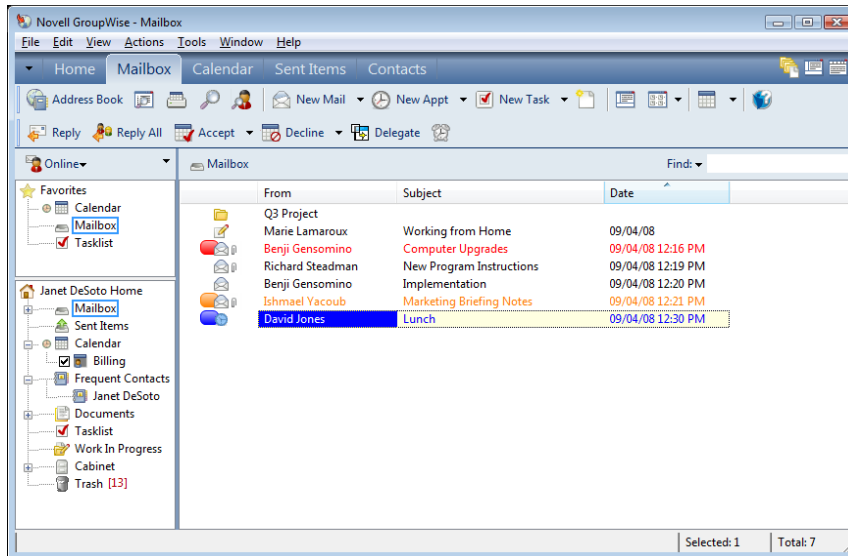 Novell GroupWise - Mailbox
File Edit View Actions Tools Window Help
Home Mailbox Calendar Sent Items Contacts
Address Book New Mail New Appt New Task
Reply Reply All Accept Decline Delegate
Online
Mailbox Find:
Favorites
Calendar
Mailbox
Tasklist
Janet DeSoto Home
Mailbox
Sent Items
Calendar
Billing
Frequent Contacts
Janet DeSoto
Documents
Tasklist
Work In Progress
Cabinet
Trash [13]
From Subject Date
Q3 Project
Marie Lamaroux Working from Home 09/04/08
Benji Gensomino Computer Upgrades 09/04/08 12:16 PM
Richard Steadman New Program Instructions 09/04/08 12:19 PM
Benji Gensomino Implementation 09/04/08 12:20 PM
Ishmael Yacoub Marketing Briefing Notes 09/04/08 12:21 PM
David Jones Lunch 09/04/08 12:30 PM
Selected: 1 Total: 7